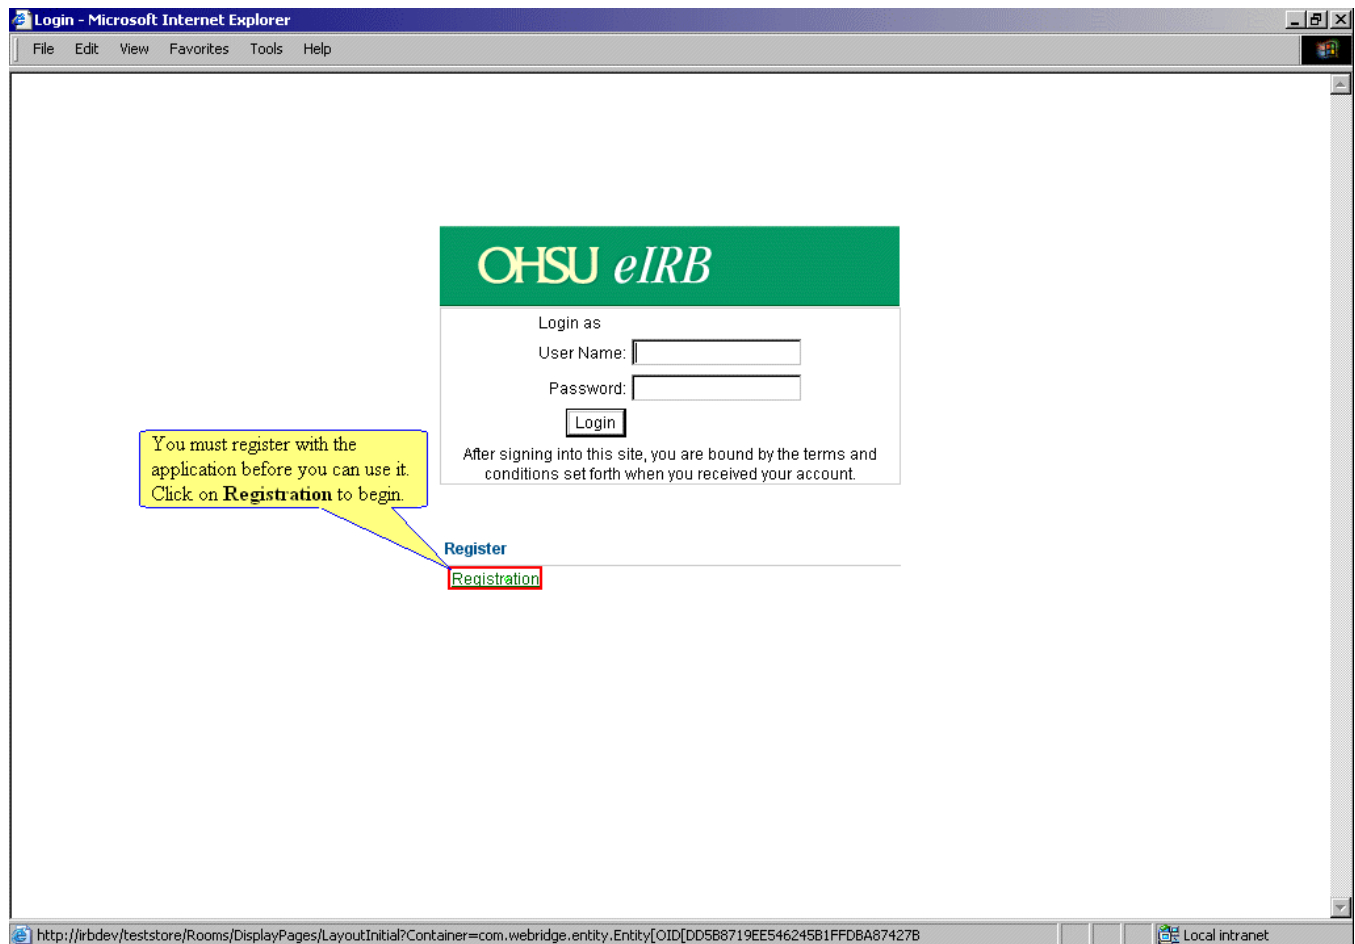 Login - Microsoft Internet Explorer
File Edit View Favorites Tools Help
OHSU eIRB
Login as
User Name:
Password:
Login
After signing into this site, you are bound by the terms and
conditions set forth when you received your account.
You must register with the
application before you can use it.
Click on Registration to begin.
Register
Registration
http://irbdev/teststore/Rooms/DisplayPages/LayoutInitial?Container=com.webridge.entity.Entity[OID[DD5B8719EE546245B1FFDBA87427B
Local intranet